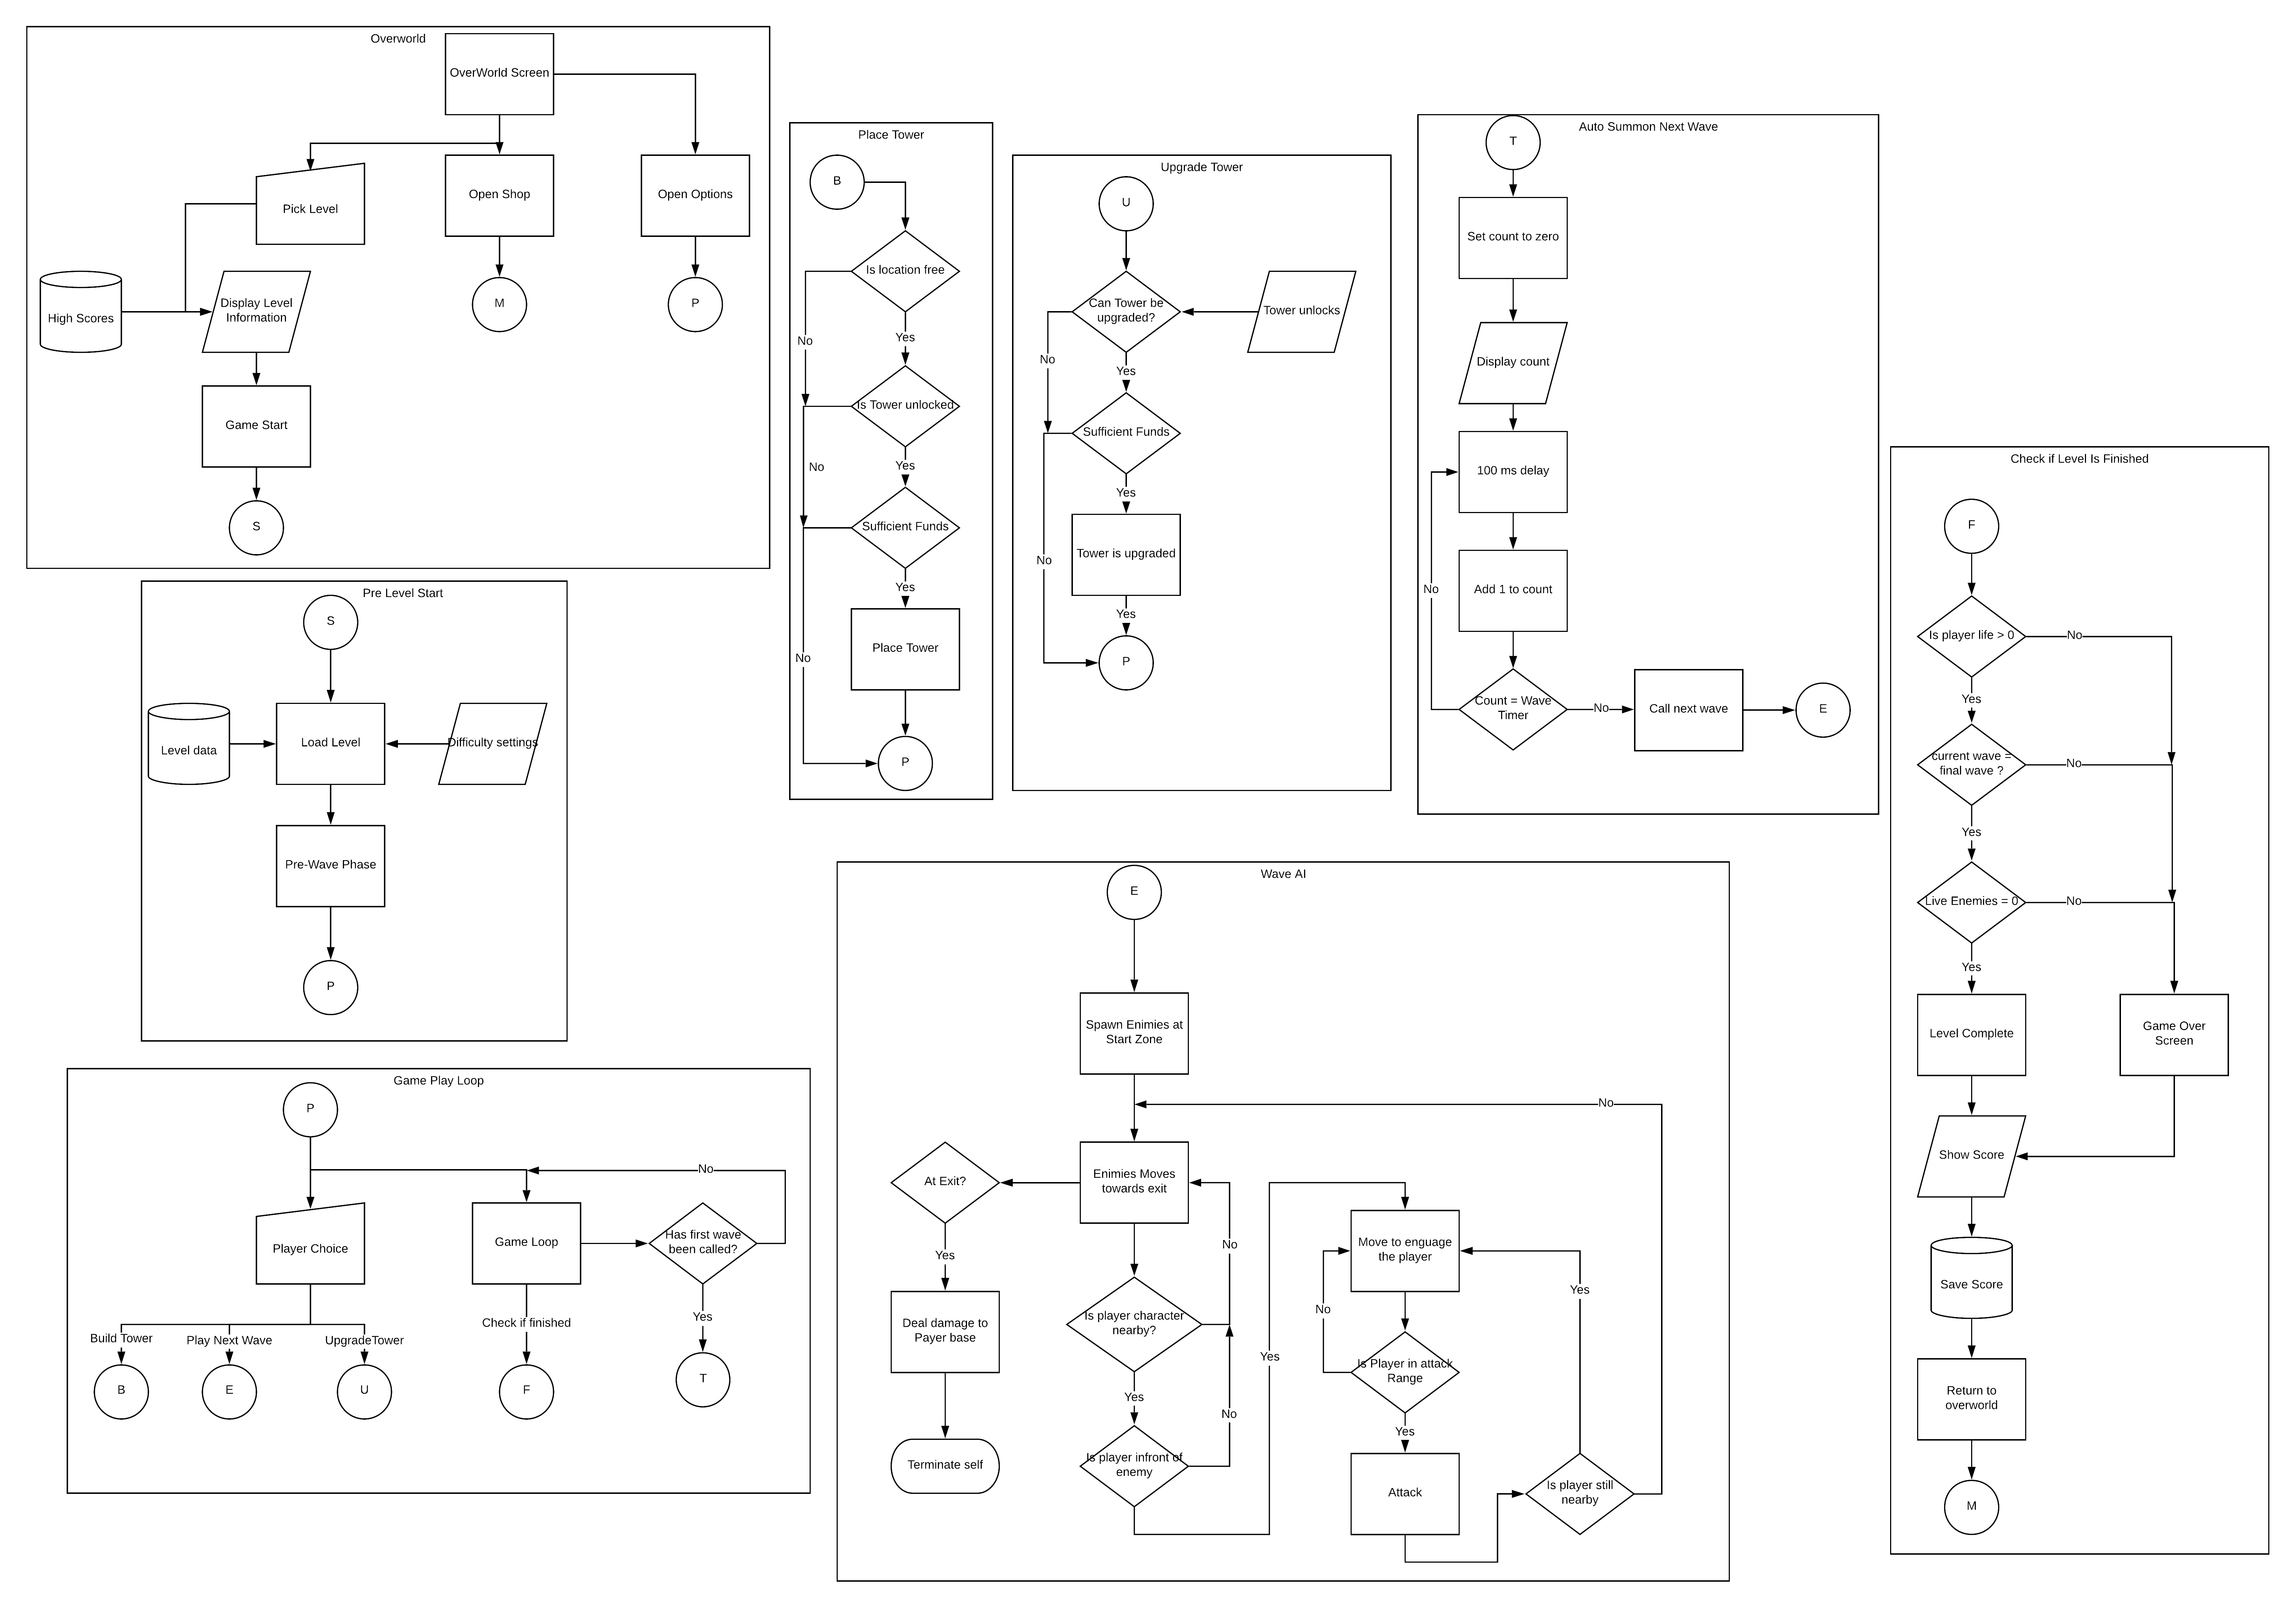 Overworld
OverWorld Screen
Pick Level
Open Shop
Open Options
High Scores
Display Level
Information
M
P
Game Start
S
Pre Level Start
S
Level data
Load Level
Difficulty settings
Pre-Wave Phase
P
Game Play Loop
P
No
Player Choice
Game Loop
Has first wave
been called?
Build Tower
Play Next Wave
UpgradeTower
Check if finished
Yes
B
E
U
F
T
Place Tower
B
Is location free
No
Yes
Is Tower unlocked
No
Yes
Sufficient Funds
Yes
No
Place Tower
P
Upgrade Tower
U
Can Tower be
upgraded?
Tower unlocks
No
Yes
Sufficient Funds
Yes
No
Tower is upgraded
Yes
P
Auto Summon Next Wave
T
Set count to zero
Display count
100 ms delay
No
Add 1 to count
Count = Wave
Timer
No
Call next wave
E
Wave AI
E
Spawn Enimies at
Start Zone
No
At Exit?
Enimies Moves
towards exit
Yes
No
Deal damage to
Payer base
Is player character
nearby?
Yes
No
Terminate self
Is player infront of
enemy
Yes
Move to enguage
the player
Yes
No
Is Player in attack
Range
Yes
Attack
Is player still
nearby
Check if Level Is Finished
F
Is player life > 0
No
Yes
current wave =
final wave ?
No
Yes
Live Enemies = 0
No
Yes
Level Complete
Game Over
Screen
Show Score
Save Score
Return to
overworld
M